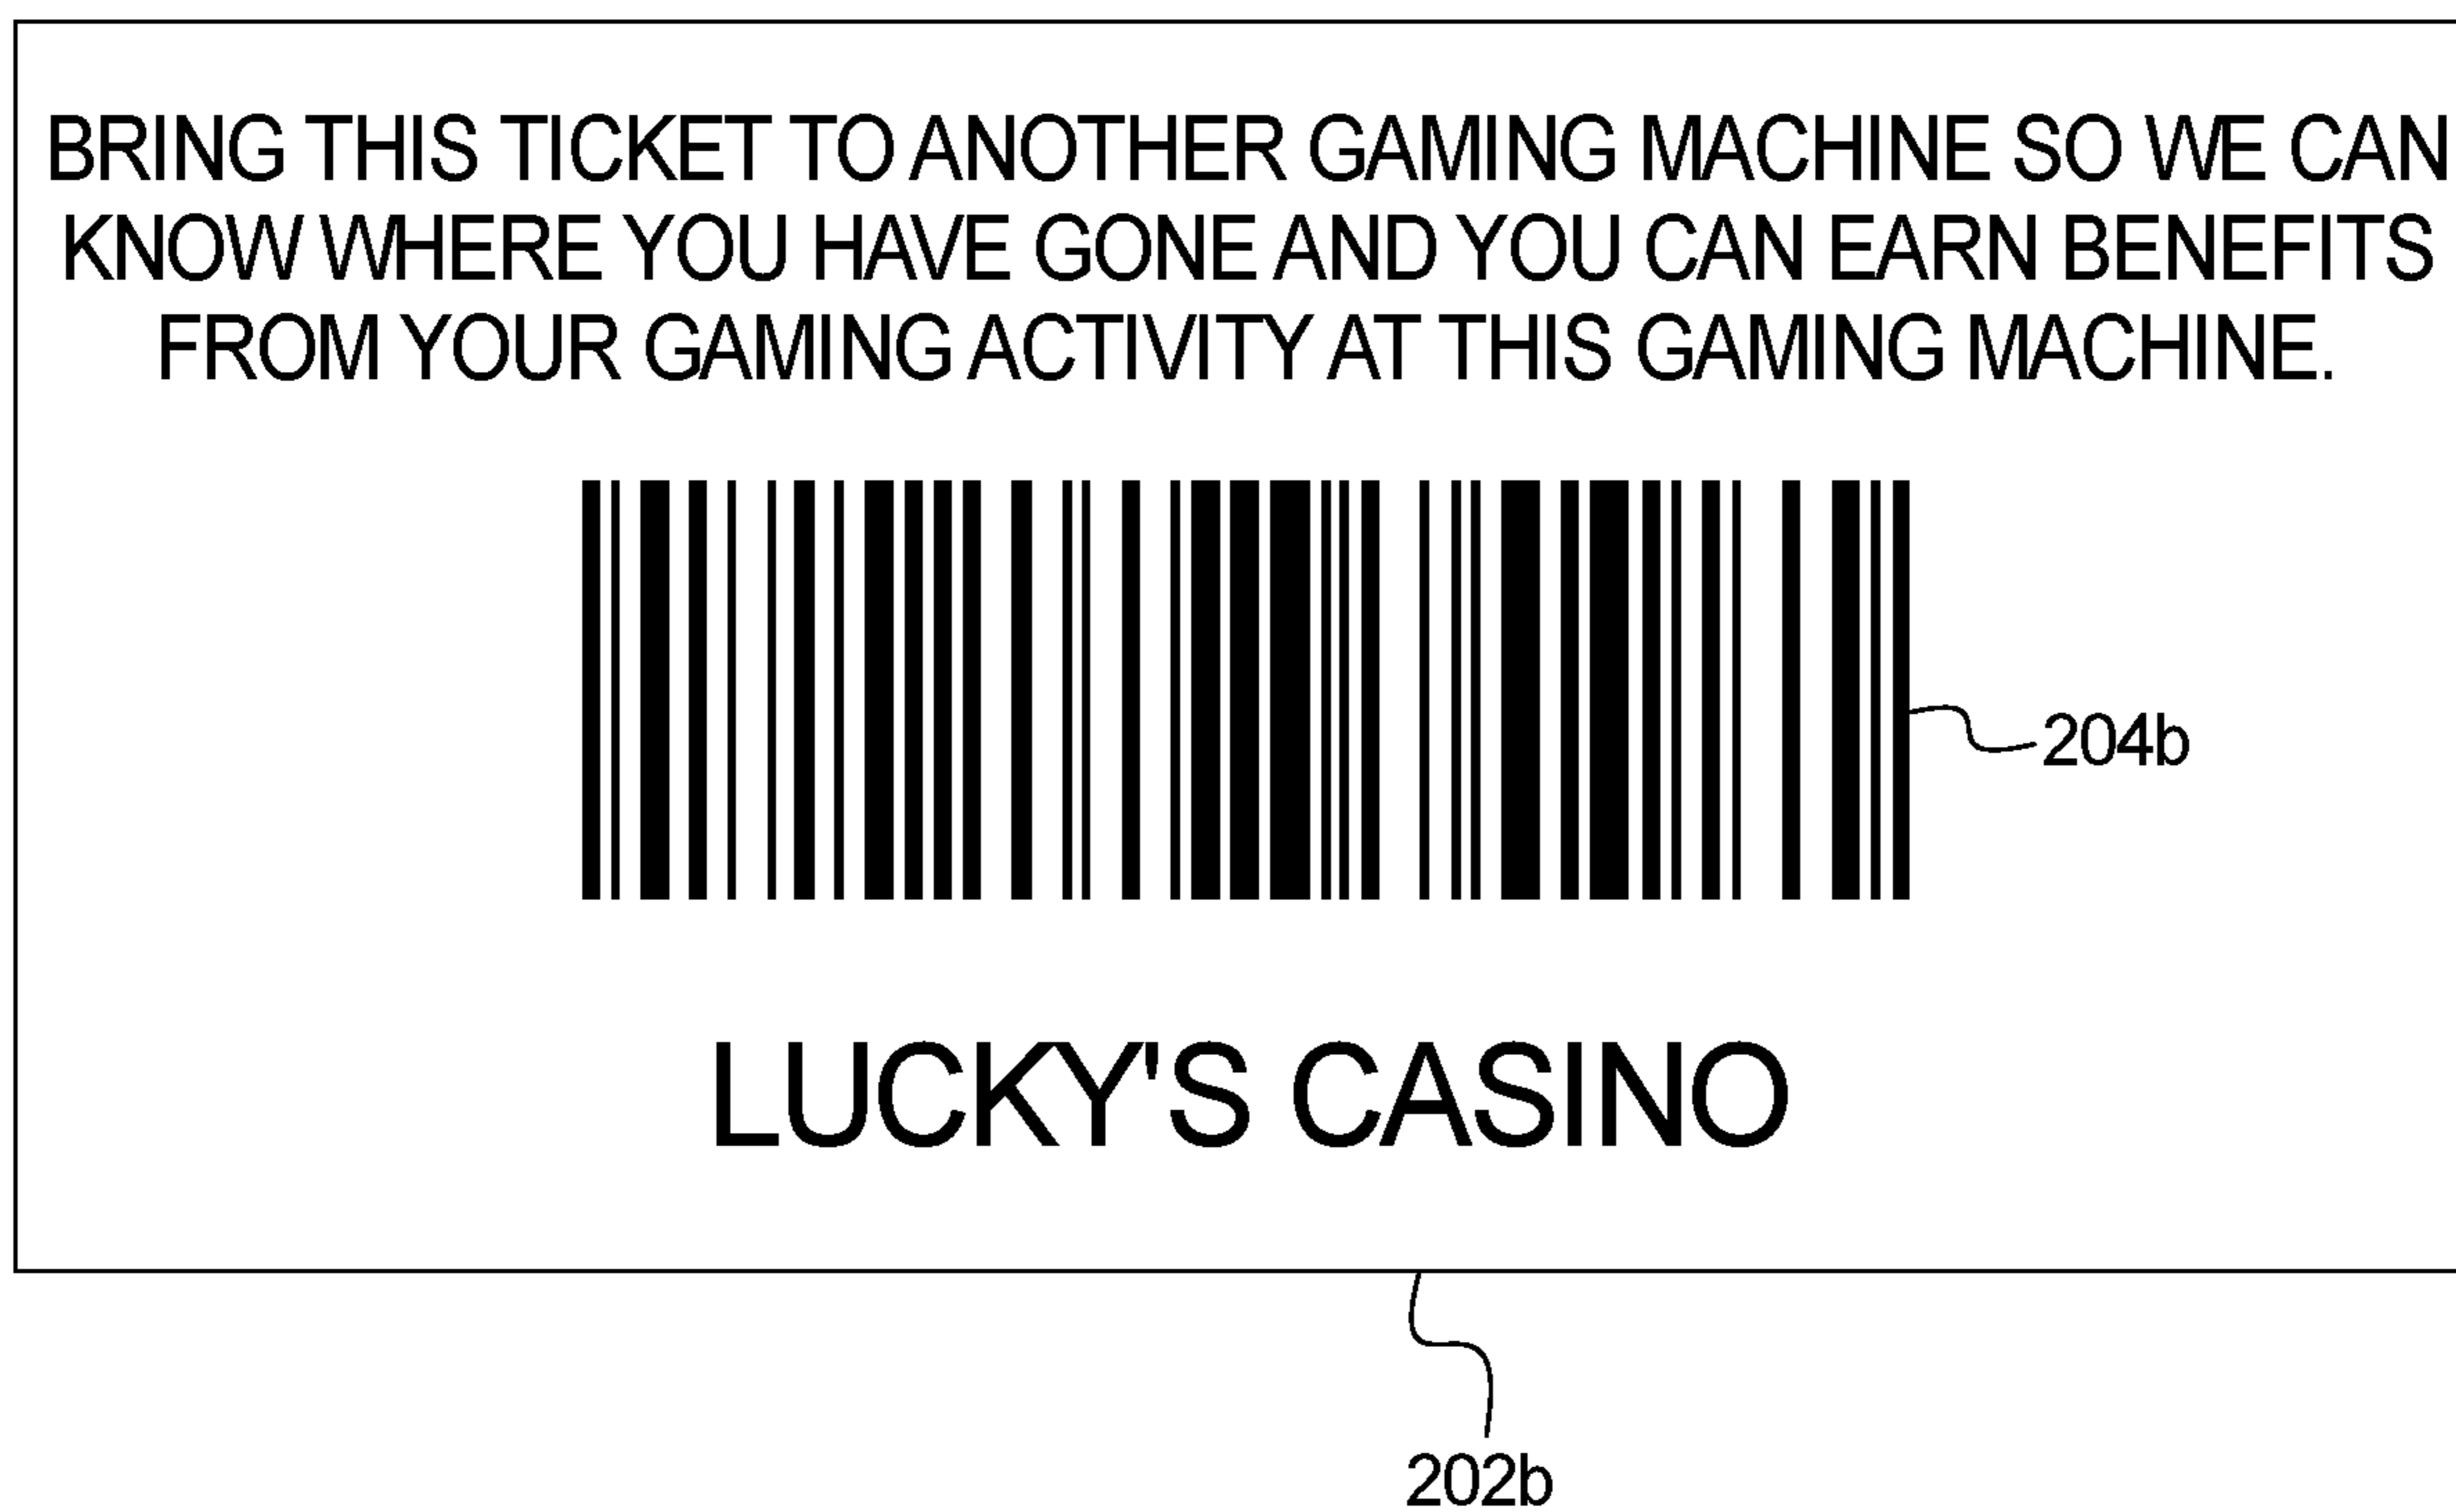 BRING THIS TICKET TO ANOTHER GAMING MACHINE SO WE CAN
KNOW WHERE YOU HAVE GONE AND YOU CAN EARN BENEFITS
FROM YOUR GAMING ACTIVITY AT THIS GAMING MACHINE.
204b
LUCKY'S CASINO
202b